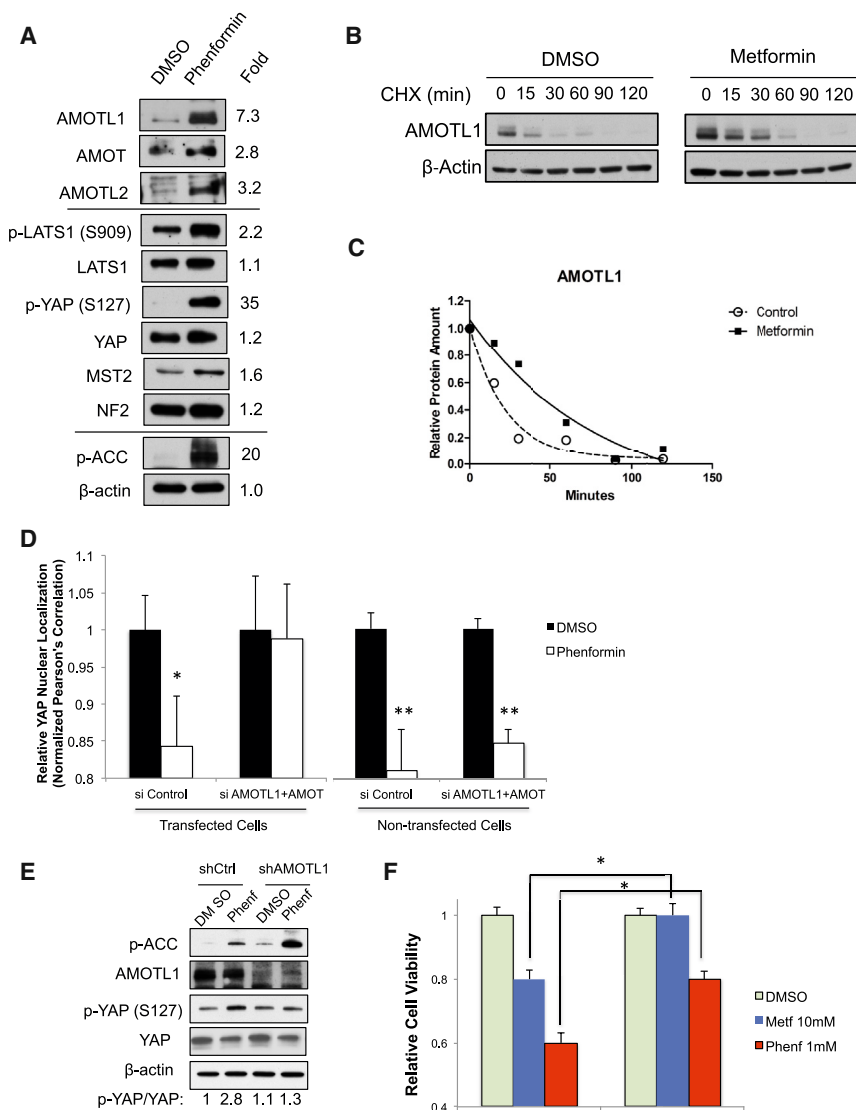 A
DMSO
Phenformin
Fold
AMOTL1 7.3
AMOT 2.8
AMOTL2 3.2
p-LATS1 (S909) 2.2
LATS1 1.1
p-YAP (S127) 35
YAP 1.2
MST2 1.6
NF2 1.2
p-ACC 20
β-actin 1.0
B
DMSO Metformin
CHX (min) 0 15 30 60 90 120 0 15 30 60 90 120
AMOTL1
β-Actin
C
AMOTL1
Relative Protein Amount
1.2
1.0
0.8
0.6
0.4
0.2
0.0
0 50 100 150
Minutes
Control
Metformin
D
Relative YAP Nuclear Localization
(Normalized Pearson's Correlation)
1.1
1.05
1
0.95
0.9
0.85
0.8
*
** **
DMSO
Phenformin
si Control si AMOTL1+AMOT si Control si AMOTL1+AMOT
Transfected Cells Non-transfected Cells
E
shCtrl shAMOTL1
DM SO Phenf DMSO Phenf
p-ACC
AMOTL1
p-YAP (S127)
YAP
β-actin
p-YAP/YAP: 1 2.8 1.1 1.3
F
Relative Cell Viability
*
*
1
0.8
0.6
0.4
DMSO
Metf 10mM
Phenf 1mM